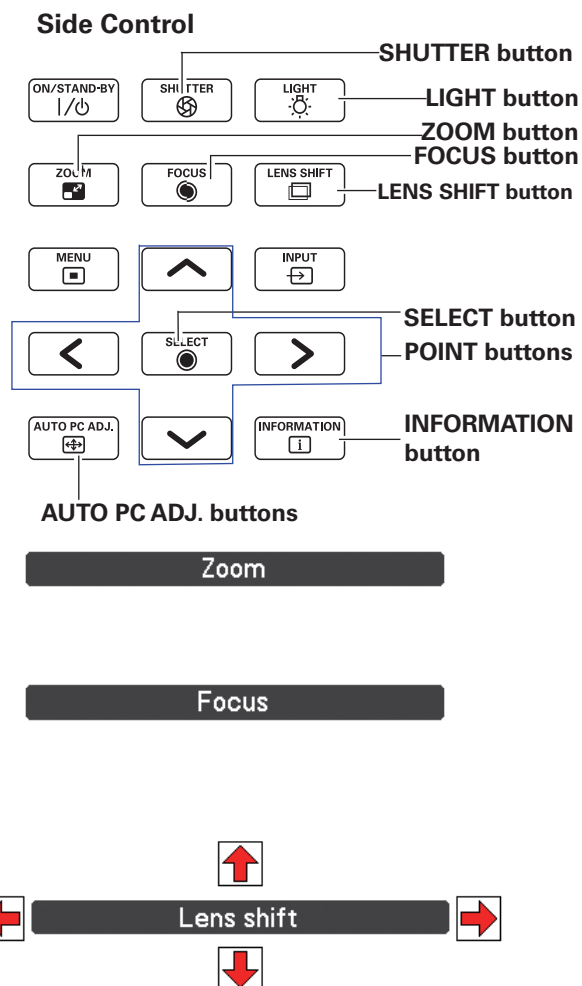 Side Control
SHUTTER button
ON/STAND-BY
SHUTTER
LIGHT
LIGHT button
ZOOM button
FOCUS button
ZOOM
FOCUS
LENS SHIFT
LENS SHIFT button
MENU
INPUT
SELECT button
SELECT
POINT buttons
AUTO PC ADJ.
INFORMATION
INFORMATION
button
AUTO PC ADJ. buttons
Zoom
Focus
Lens shift